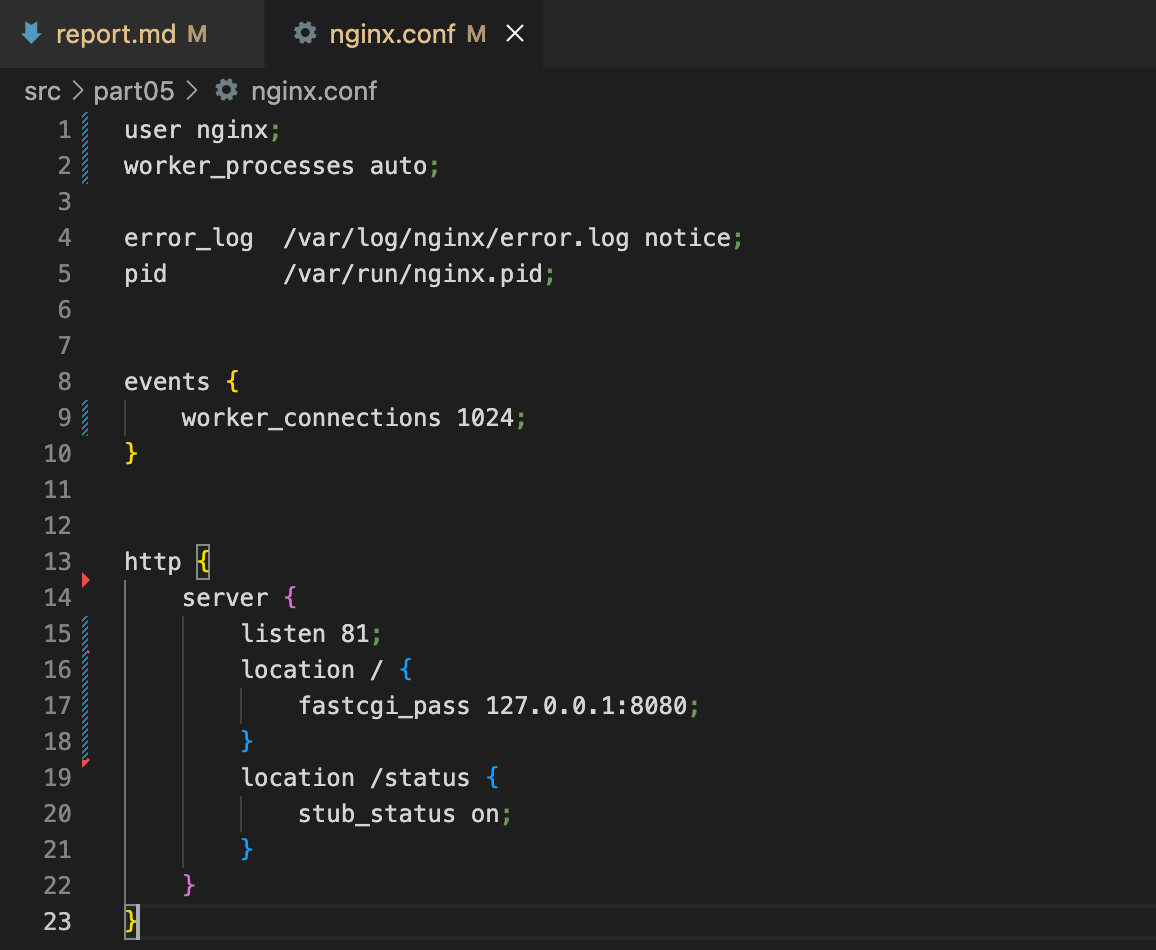 report.md M nginx.conf M
src > part05 > nginx.conf
1 user nginx;
2 worker_processes auto;
3
4 error_log  /var/log/nginx/error.log notice;
5 pid        /var/run/nginx.pid;
6
7
8 events {
9     worker_connections 1024;
10 }
11
12
13 http {
14     server {
15         listen 81;
16         location / {
17             fastcgi_pass 127.0.0.1:8080;
18         }
19         location /status {
20             stub_status on;
21         }
22     }
23 }